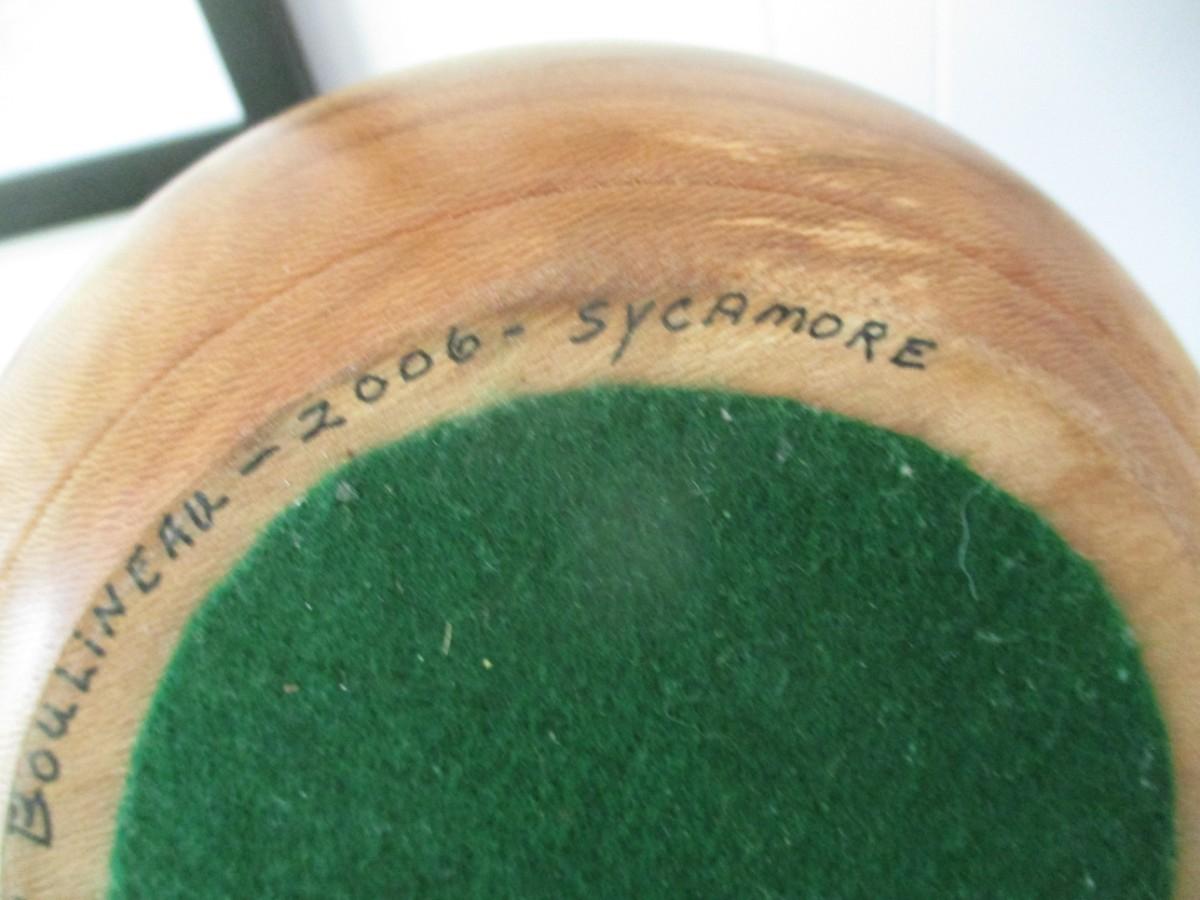 BOULINEAU - 2006 - SYCAMORE